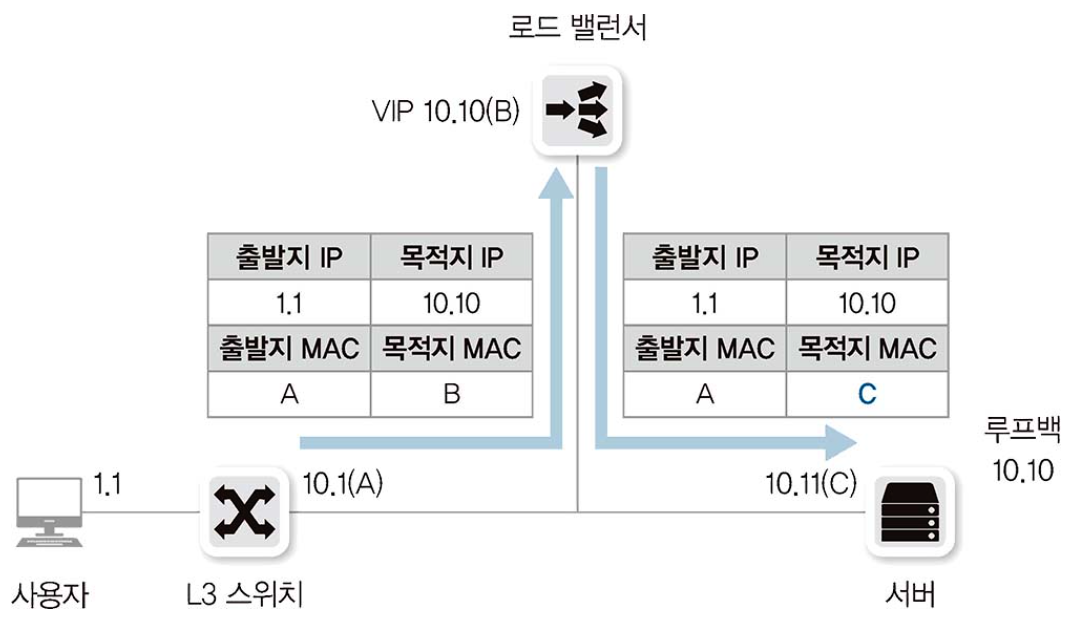 로드 밸런서
VIP 10.10(B)
출발지 IP 목적지 IP
1.1 10.10
출발지 MAC 목적지 MAC
A B
출발지 IP 목적지 IP
1.1 10.10
출발지 MAC 목적지 MAC
A C
루프백
10.10
1.1
10.1(A)
10.11(C)
사용자
L3 스위치
서버